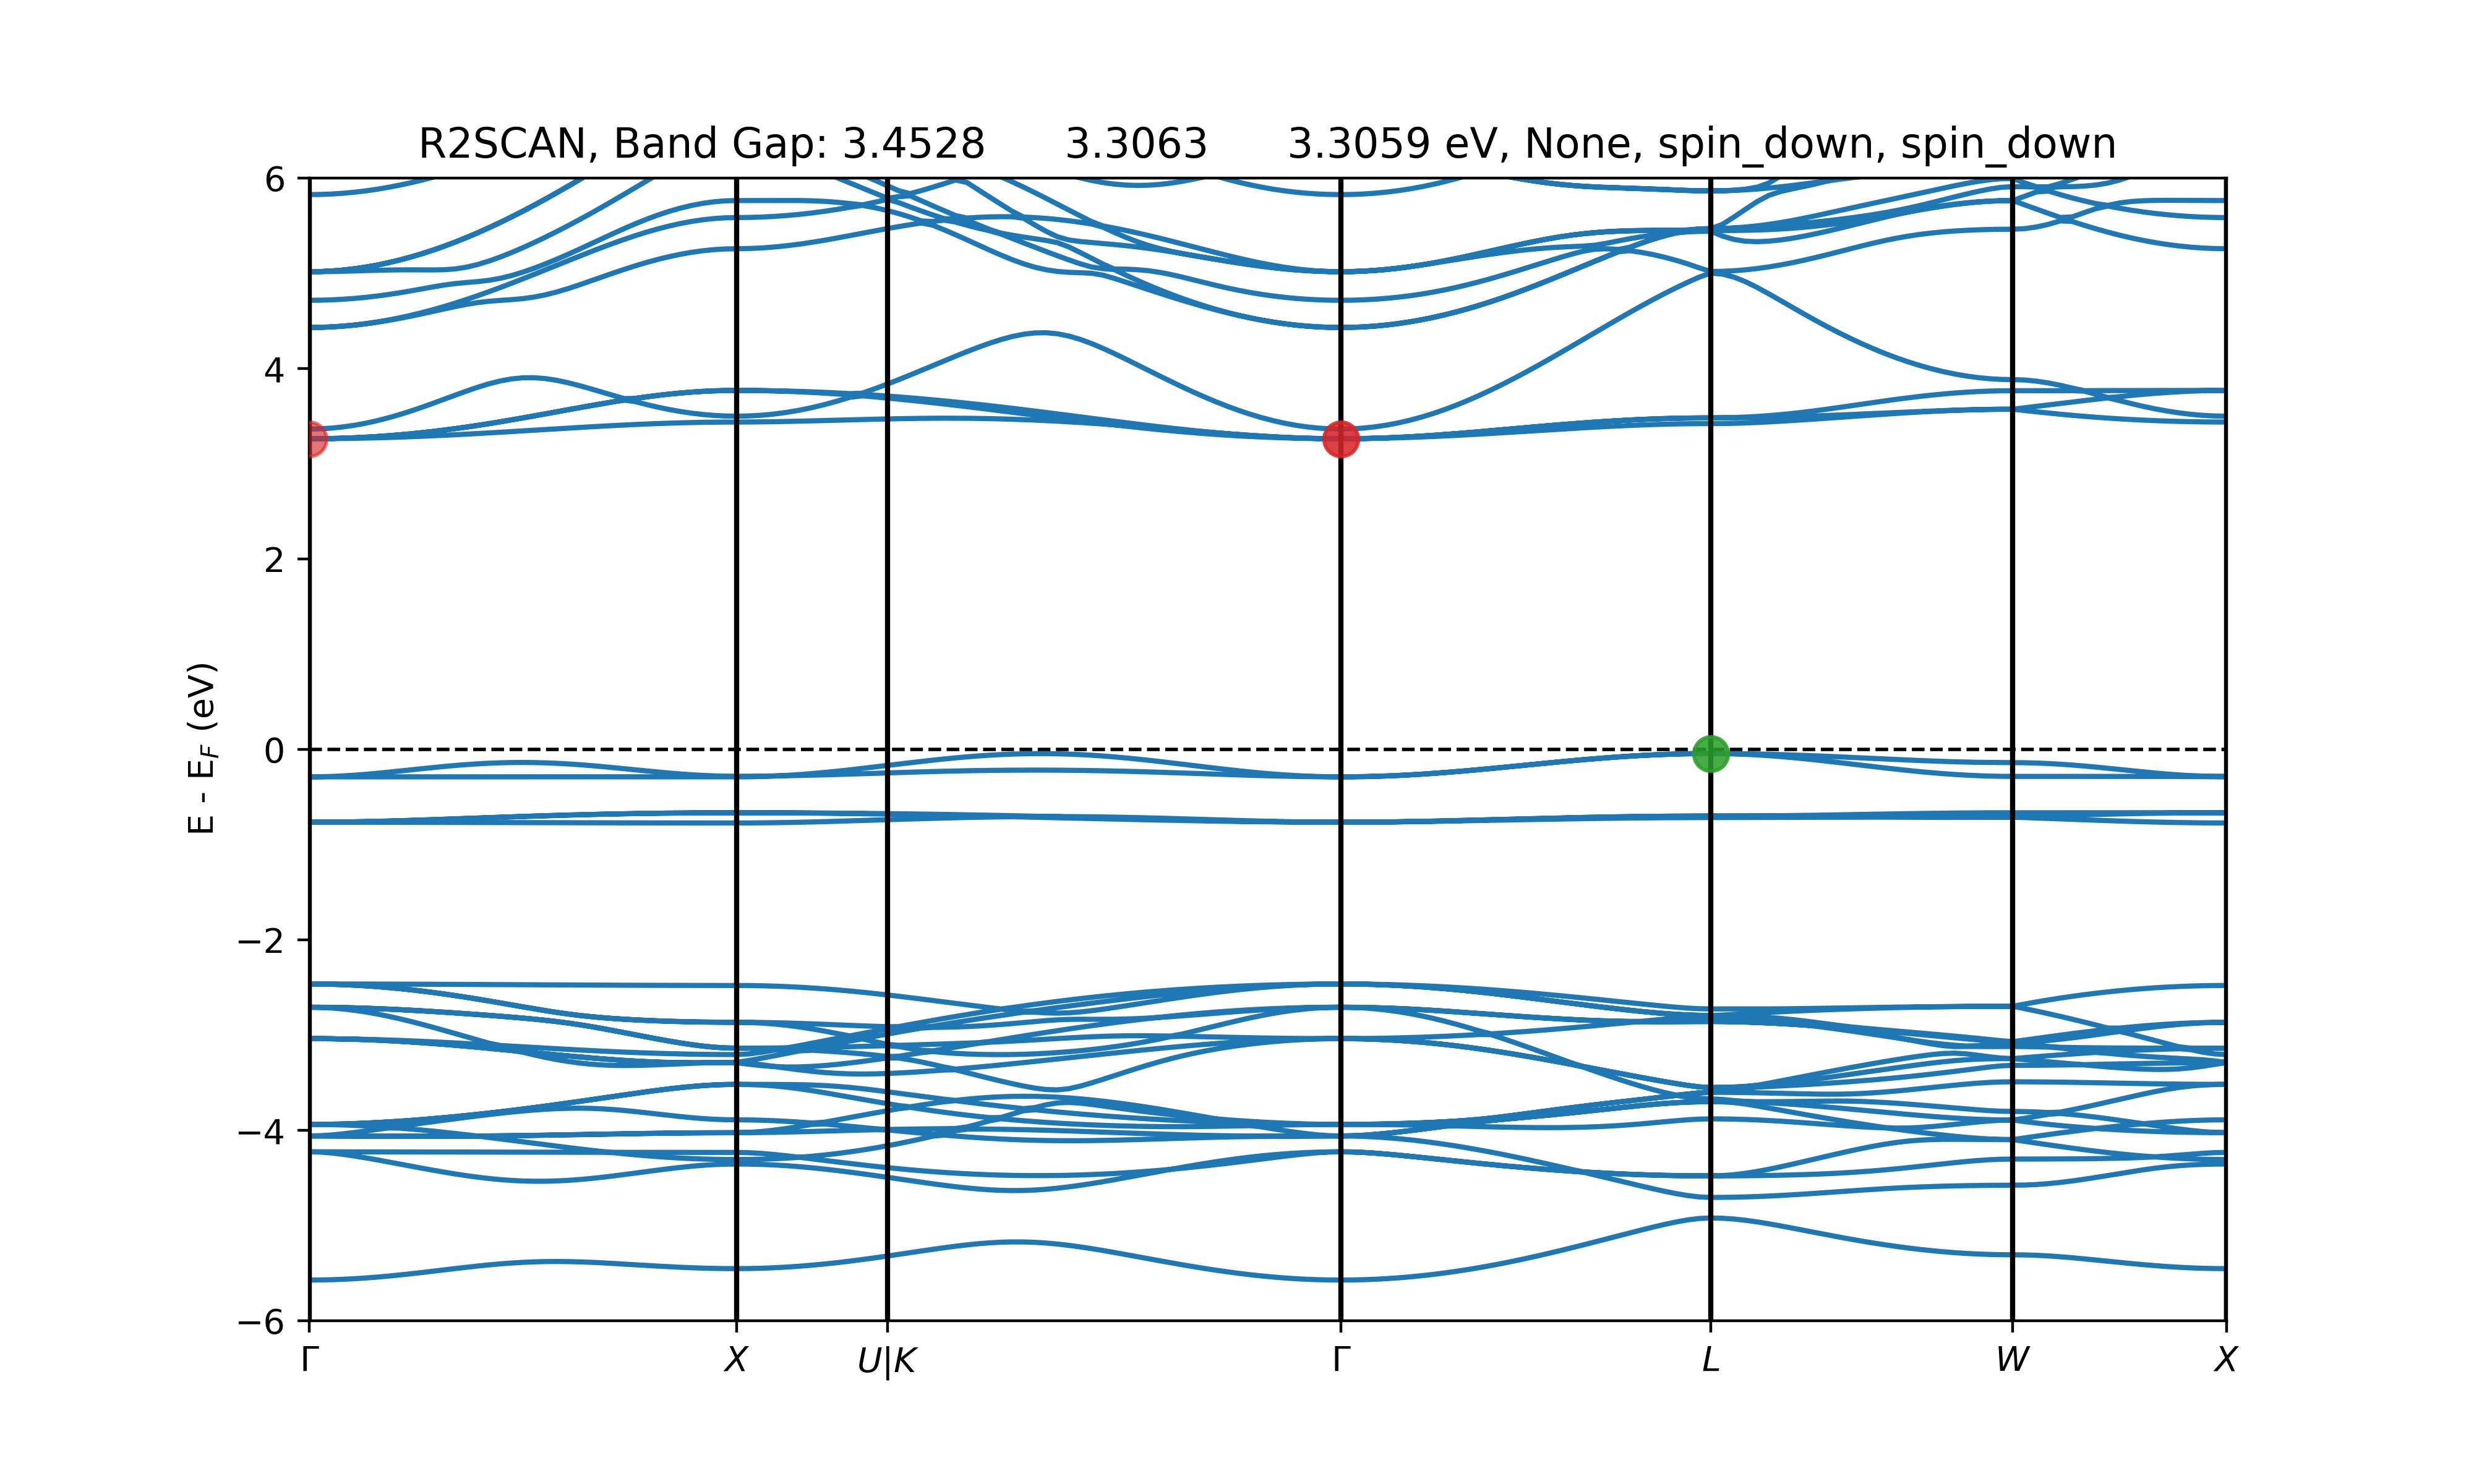 R2SCAN, Band Gap: 3.4528 3.3063 3.3059 eV, None, spin_down, spin_down
E - E_F (eV)
6
4
2
0
−2
−4
−6
Γ X U|K Γ L W X